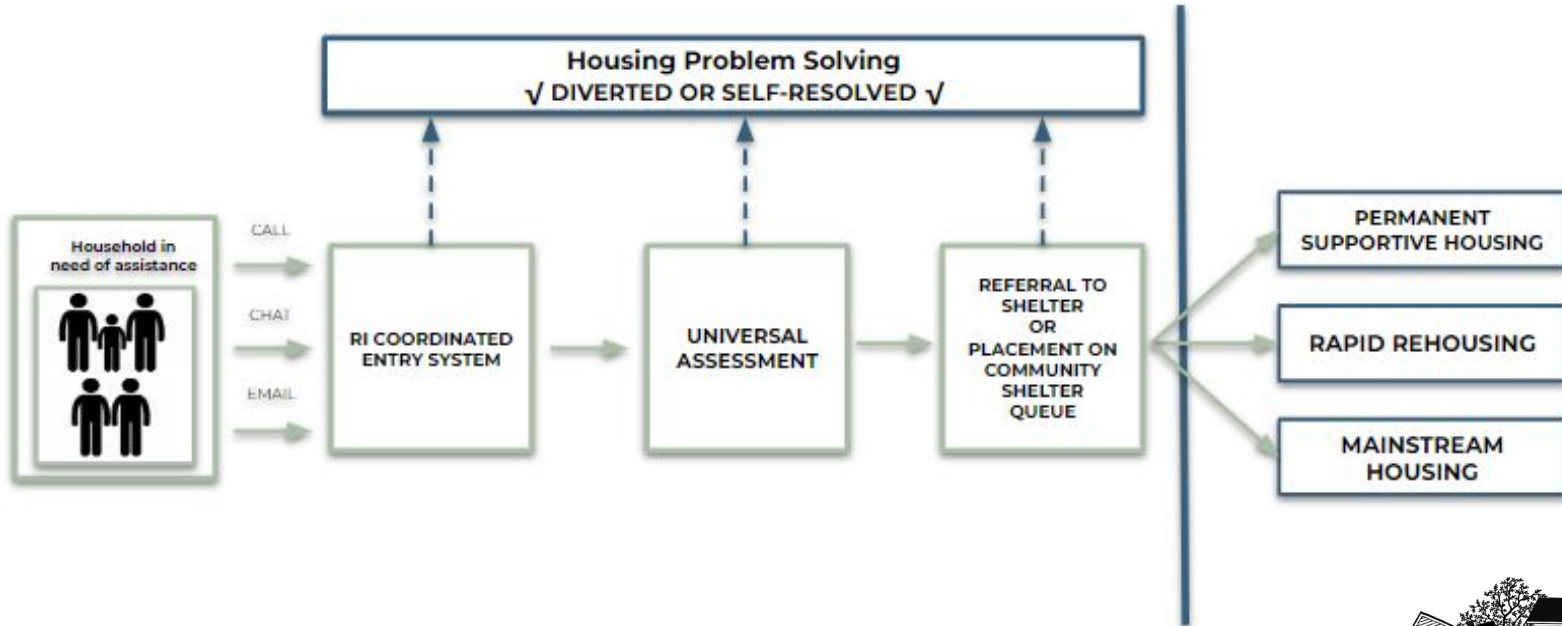 Housing Problem Solving
√ DIVERTED OR SELF-RESOLVED √
Household in
need of assistance
CALL
CHAT
EMAIL
RI COORDINATED
ENTRY SYSTEM
UNIVERSAL
ASSESSMENT
REFERRAL TO
SHELTER
OR
PLACEMENT ON
COMMUNITY
SHELTER
QUEUE
PERMANENT
SUPPORTIVE HOUSING
RAPID REHOUSING
MAINSTREAM
HOUSING